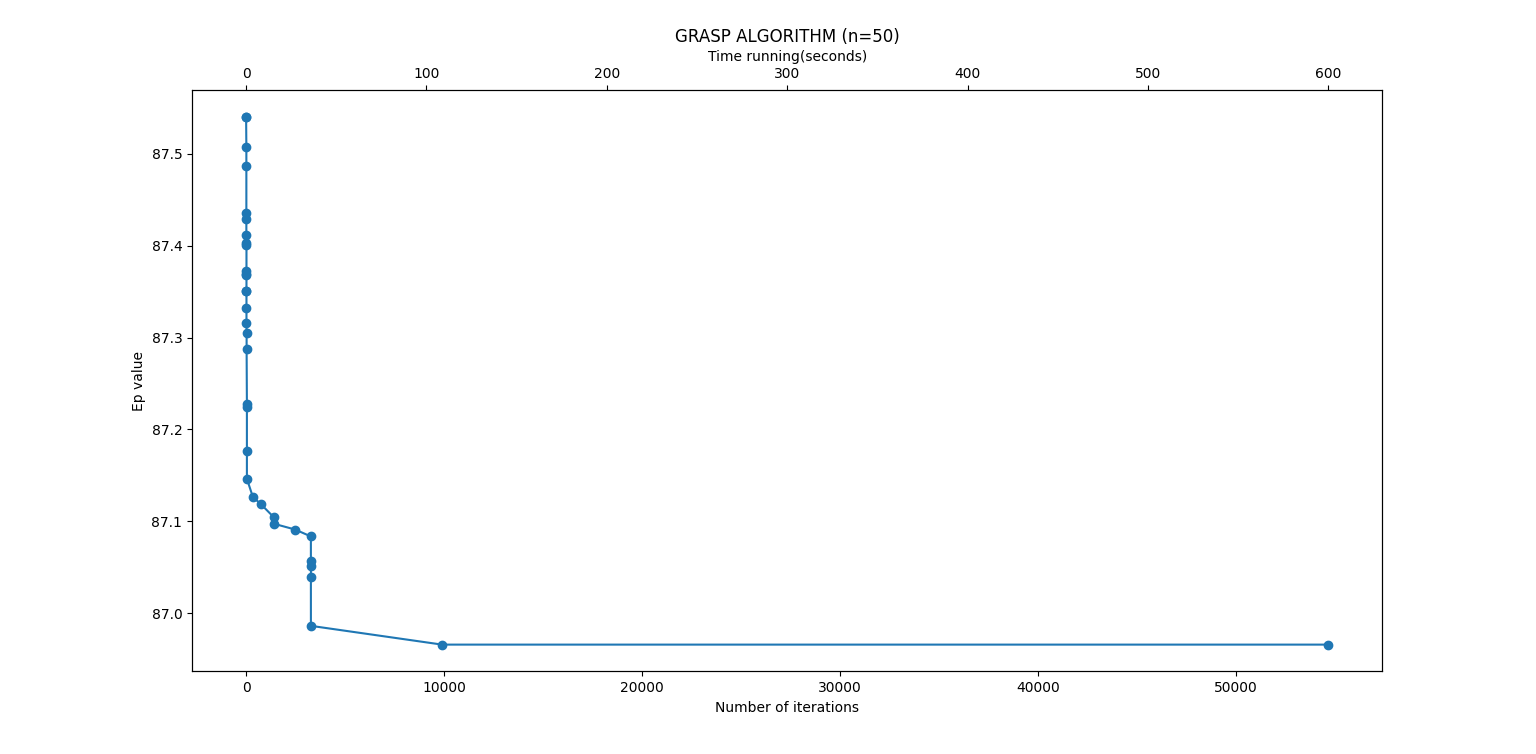 GRASP ALGORITHM (n=50)
Time running(seconds)
0 100 200 300 400 500 600
87.5
87.4
87.3
87.2
87.1
87.0
Ep value
0 10000 20000 30000 40000 50000
Number of iterations